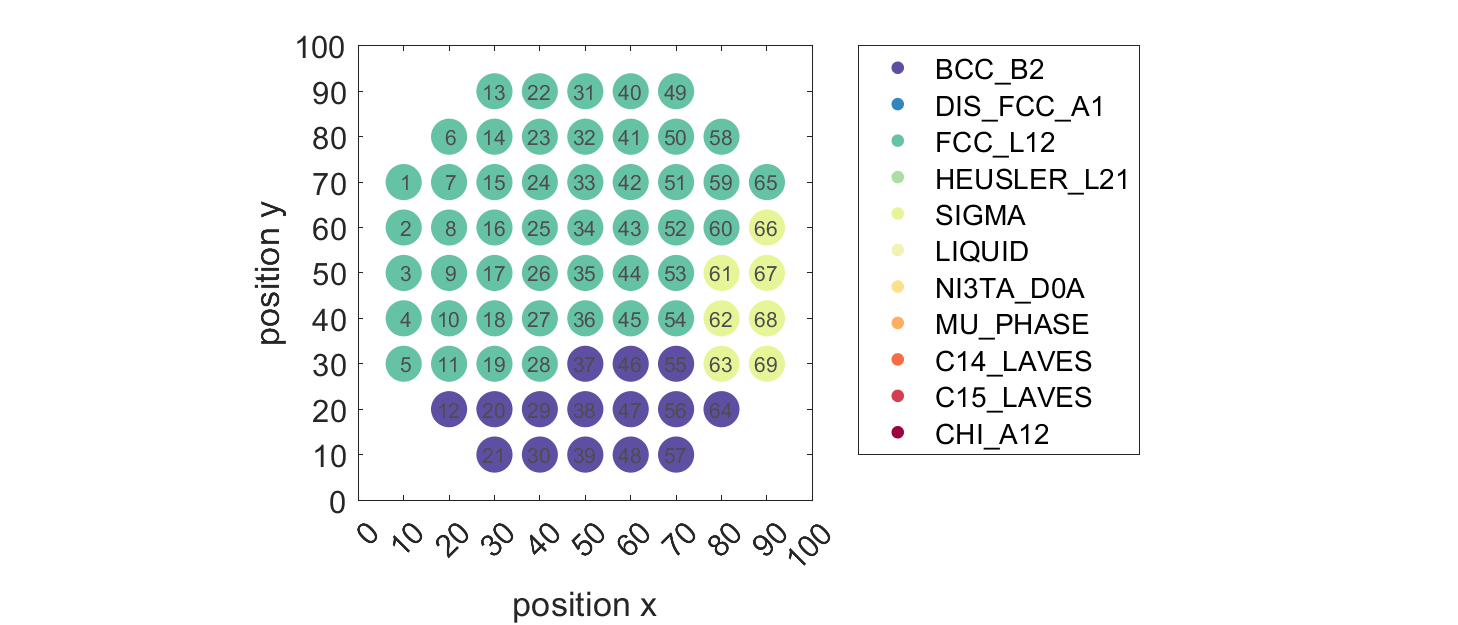 100
90
80
70
60
50
40
30
20
10
0
position y
13 22 31 40 49
6 14 23 32 41 50 58
1 7 15 24 33 42 51 59 65
2 8 16 25 34 43 52 60 66
3 9 17 26 35 44 53 61 67
4 10 18 27 36 45 54 62 68
5 11 19 28 37 46 55 63 69
12 20 29 38 47 56 64
21 30 39 48 57
0 10 20 30 40 50 60 70 80 90 100
position x
BCC_B2
DIS_FCC_A1
FCC_L12
HEUSLER_L21
SIGMA
LIQUID
NI3TA_D0A
MU_PHASE
C14_LAVES
C15_LAVES
CHI_A12